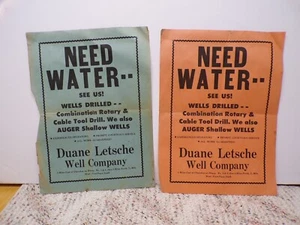 NEED
WATER--
SEE US!
WELLS DRILLED --
Combination Rotary &
Cable Tool Drill. We also
AUGER Shallow WELLS
Duane Letsche
Well Company
NEED
WATER--
SEE US!
WELLS DRILLED --
Combination Rotary &
Cable Tool Drill. We also
AUGER Shallow WELLS
Duane Letsche
Well Company